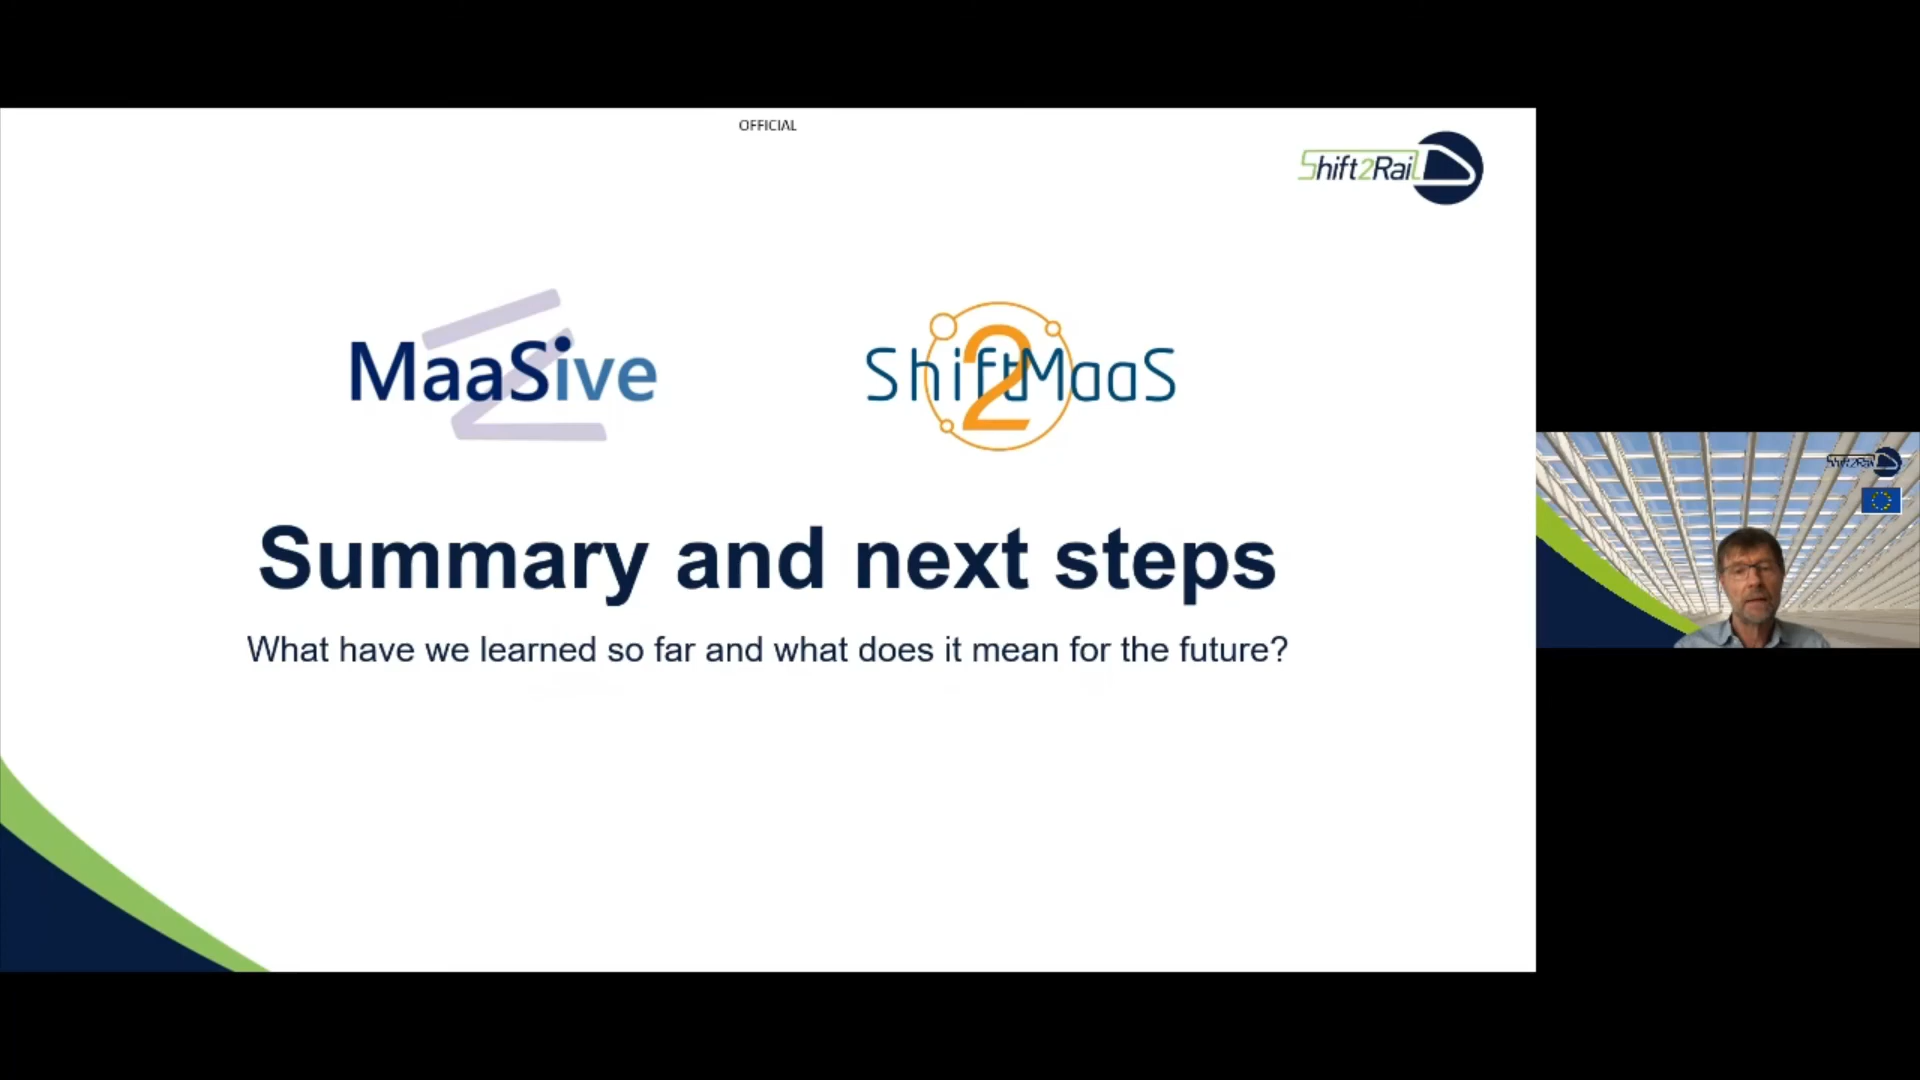 OFFICIAL
Shift2Rail
MaaSive
Shift2MaaS
Summary and next steps
What have we learned so far and what does it mean for the future?
Shift2Rail